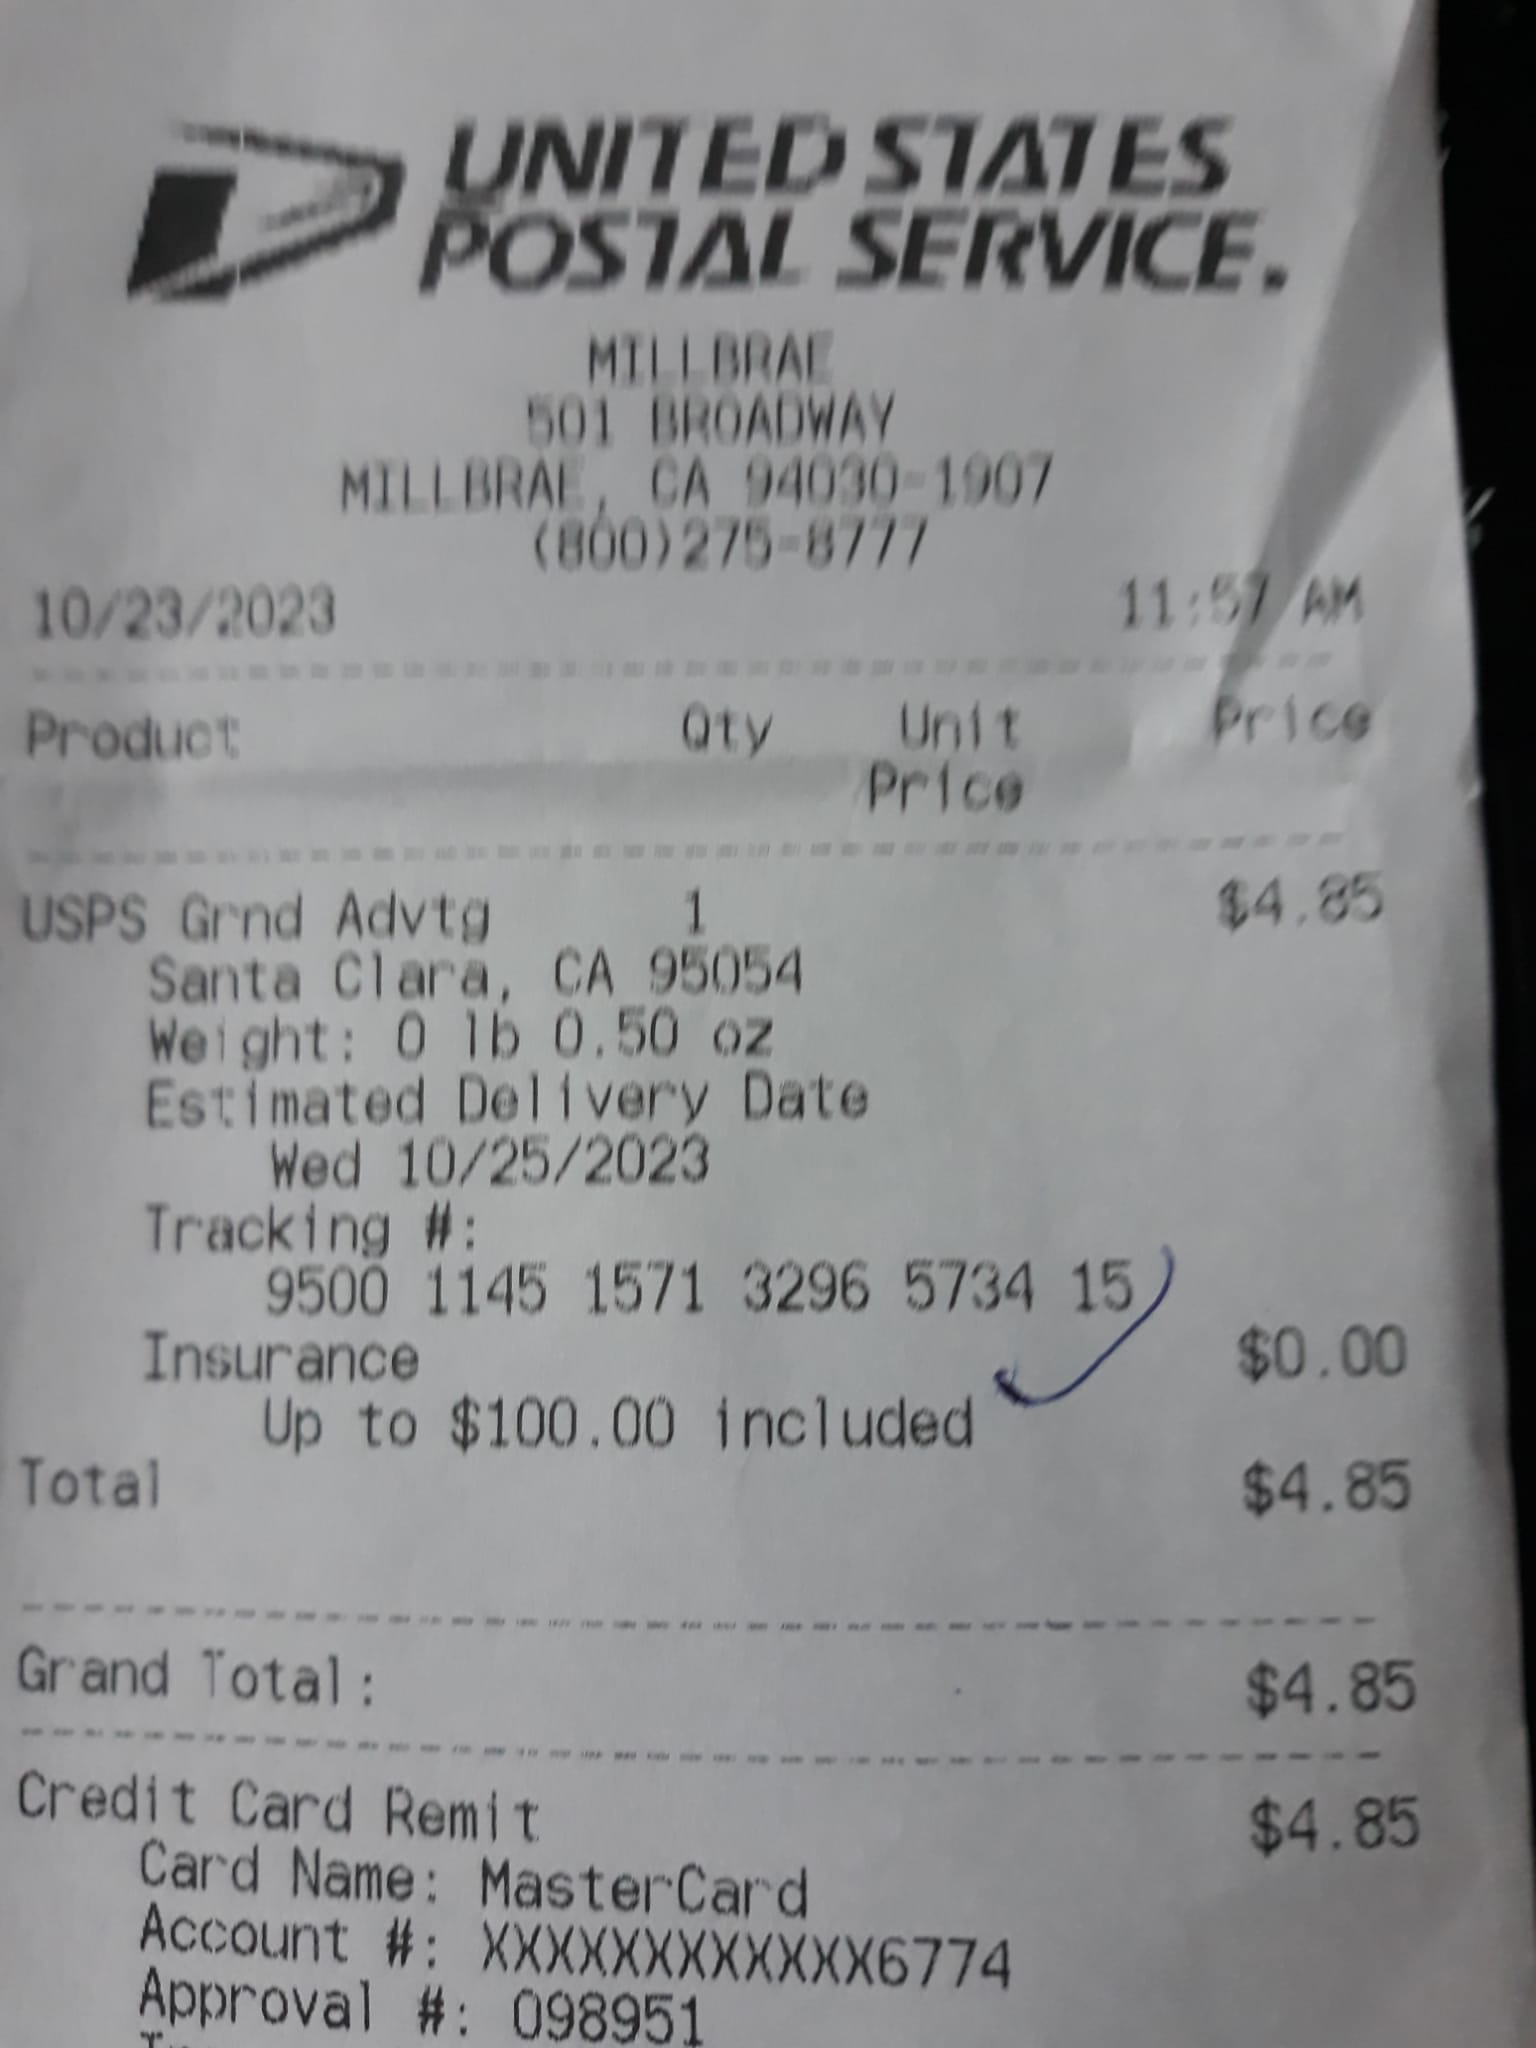 UNITED STATES
POSTAL SERVICE.
MILLBRAE
501 BROADWAY
MILLBRAE, CA 94030-1907
(800)275-8777
10/23/2023 11:57 AM
Product Qty Unit Price
Price
USPS Grnd Advtg 1 $4.85
Santa Clara, CA 95054
Weight: 0 lb 0.50 oz
Estimated Delivery Date
Wed 10/25/2023
Tracking #:
9500 1145 1571 3296 5734 15
Insurance $0.00
Up to $100.00 included
Total $4.85
Grand Total: $4.85
Credit Card Remit $4.85
Card Name: MasterCard
Account #: XXXXXXXXXXXX6774
Approval #: 098951